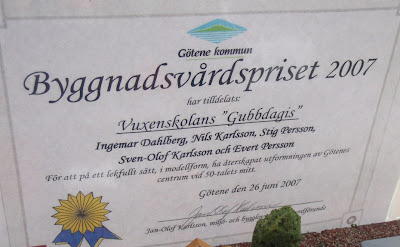 Götene kommun
Byggnadsvårdspriset 2007
har tilldelats:
Vuxenskolans "Gubbdagis"
Ingemar Dahlberg, Nils Karlsson, Stig Persson,
Sven-Olof Karlsson och Evert Persson
För att på ett lekfullt sätt, i modellform, ha återskapat utformningen av Götenes
centrum vid 50-talets mitt.
Götene den 26 juni 2007
Jan-Olof Karlsson, miljö- och